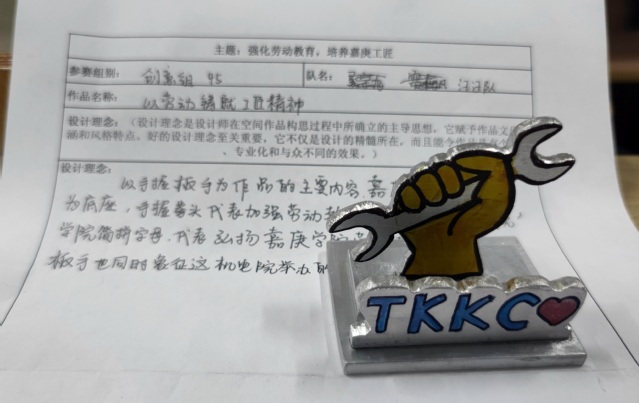 主题：强化劳动教育，培养嘉庚工匠
参赛组别： 创意组 45 队名： 汪汪队
作品名称： 以劳动铸就工匠精神
设计理念：（设计理念是设计师在空间作品构思过程中所确立的主导思想，它赋予作品文
涵和风格特点。好的设计理念至关重要，它不仅是设计的精髓所在，而且能令作品
、专业化和与众不同的效果。）
设计理念：
以手握扳手为作品的主要内容 嘉
为底座，手握拳头代表加强劳动
学院简称字母，代表弘扬嘉庚学院
扳手也同时象征这机电院举办的
TKKC